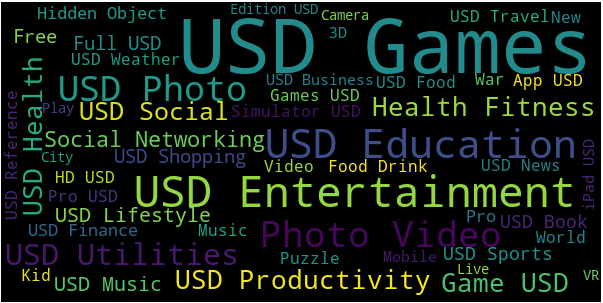 Hidden Object
Edition USD
Camera
USD Travel
New
Free
Full USD
USD Games
3D
USD Weather
USD Photo
USD Business
USD Food
War
App USD
USD Health
USD Reference
Play
USD Social
Games USD
Simulator USD
Health Fitness
Social Networking
USD Education
City
USD Shopping
Video
Food Drink
USD News
iPad USD
HD USD
Pro USD
USD Entertainment
USD Lifestyle
Pro
USD Book
USD Finance
Music
Photo Video
World
USD Utilities
Puzzle
Mobile
USD Sports
Kid
USD Music
USD Productivity
Live
Game USD
VR